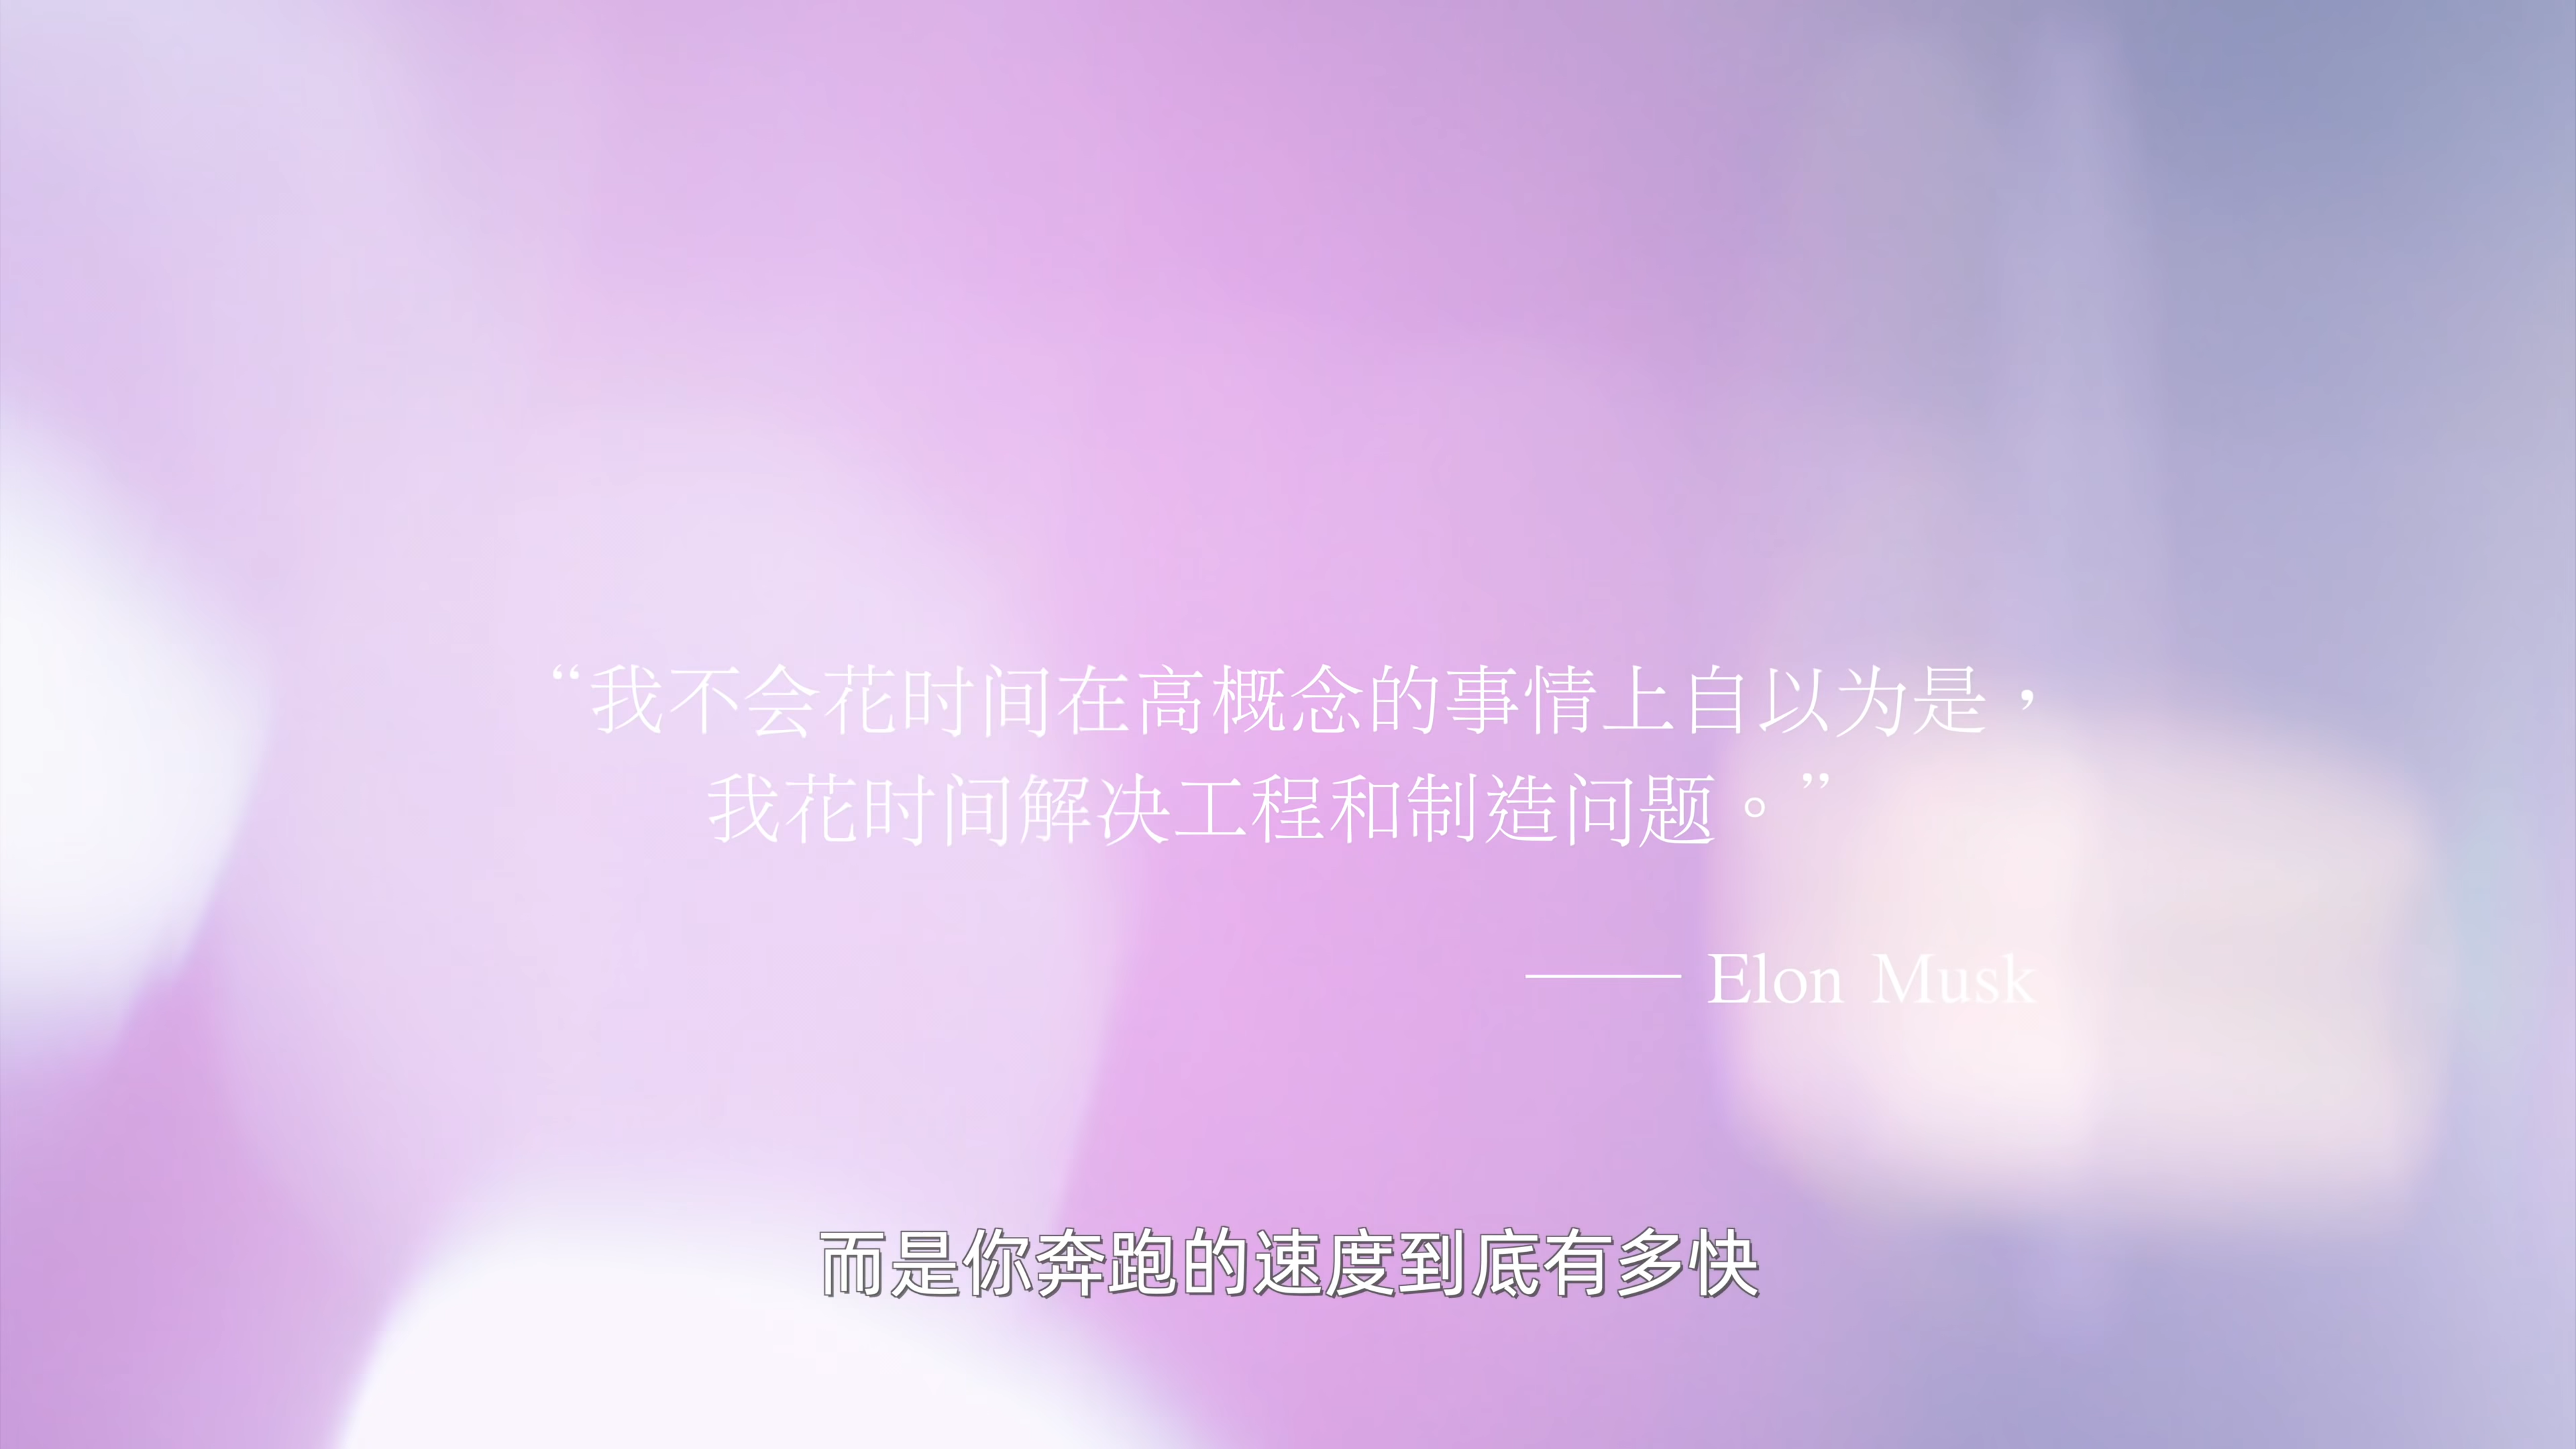 “我不会花时间在高概念的事情上自以为是，
我花时间解决工程和制造问题。”
—— Elon Musk
而是你奔跑的速度到底有多快